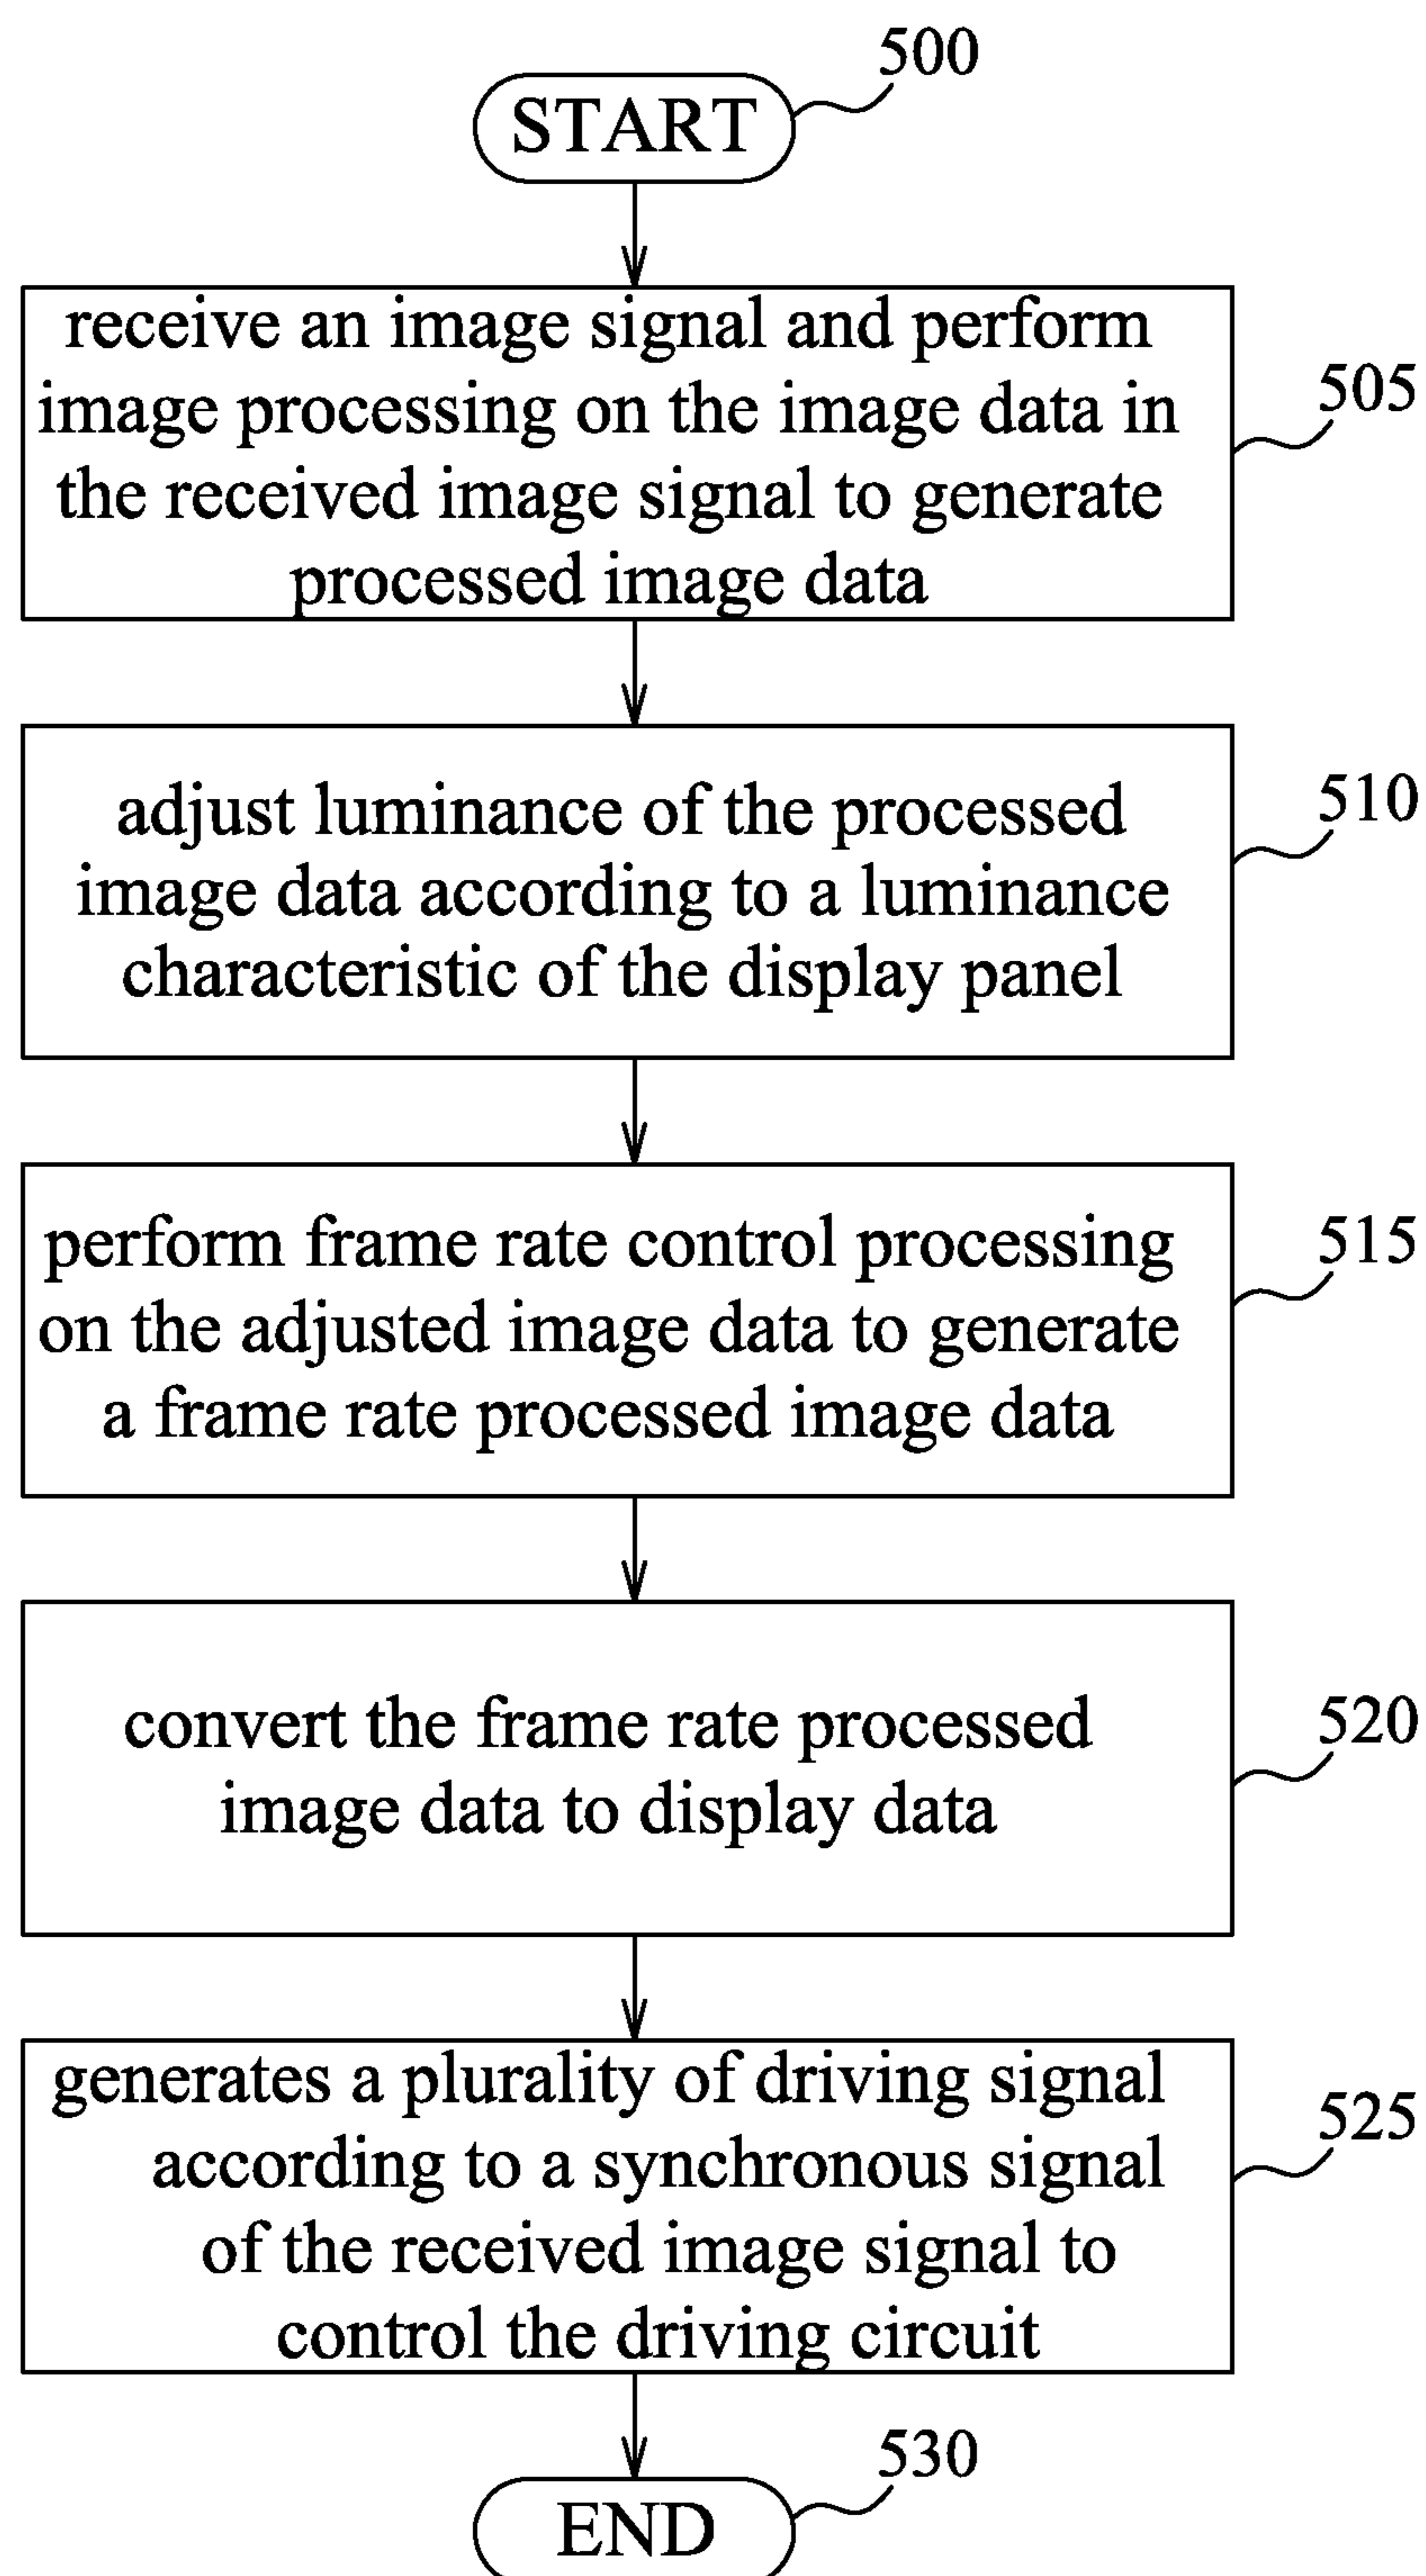 500
START
receive an image signal and perform
image processing on the image data in
the received image signal to generate
processed image data
505
adjust luminance of the processed
image data according to a luminance
characteristic of the display panel
510
perform frame rate control processing
on the adjusted image data to generate
a frame rate processed image data
515
convert the frame rate processed
image data to display data
520
generates a plurality of driving signal
according to a synchronous signal
of the received image signal to
control the driving circuit
525
530
END